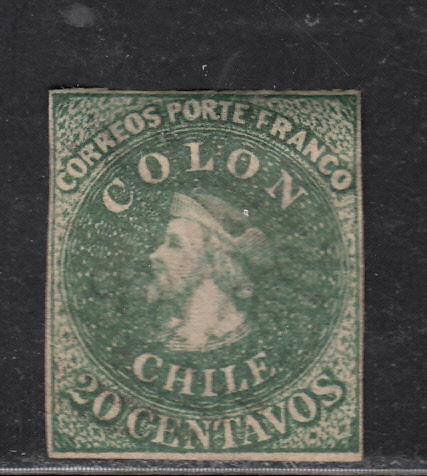 CORREOS PORTE FRANCO
COLON
CHILE
20 CENTAVOS